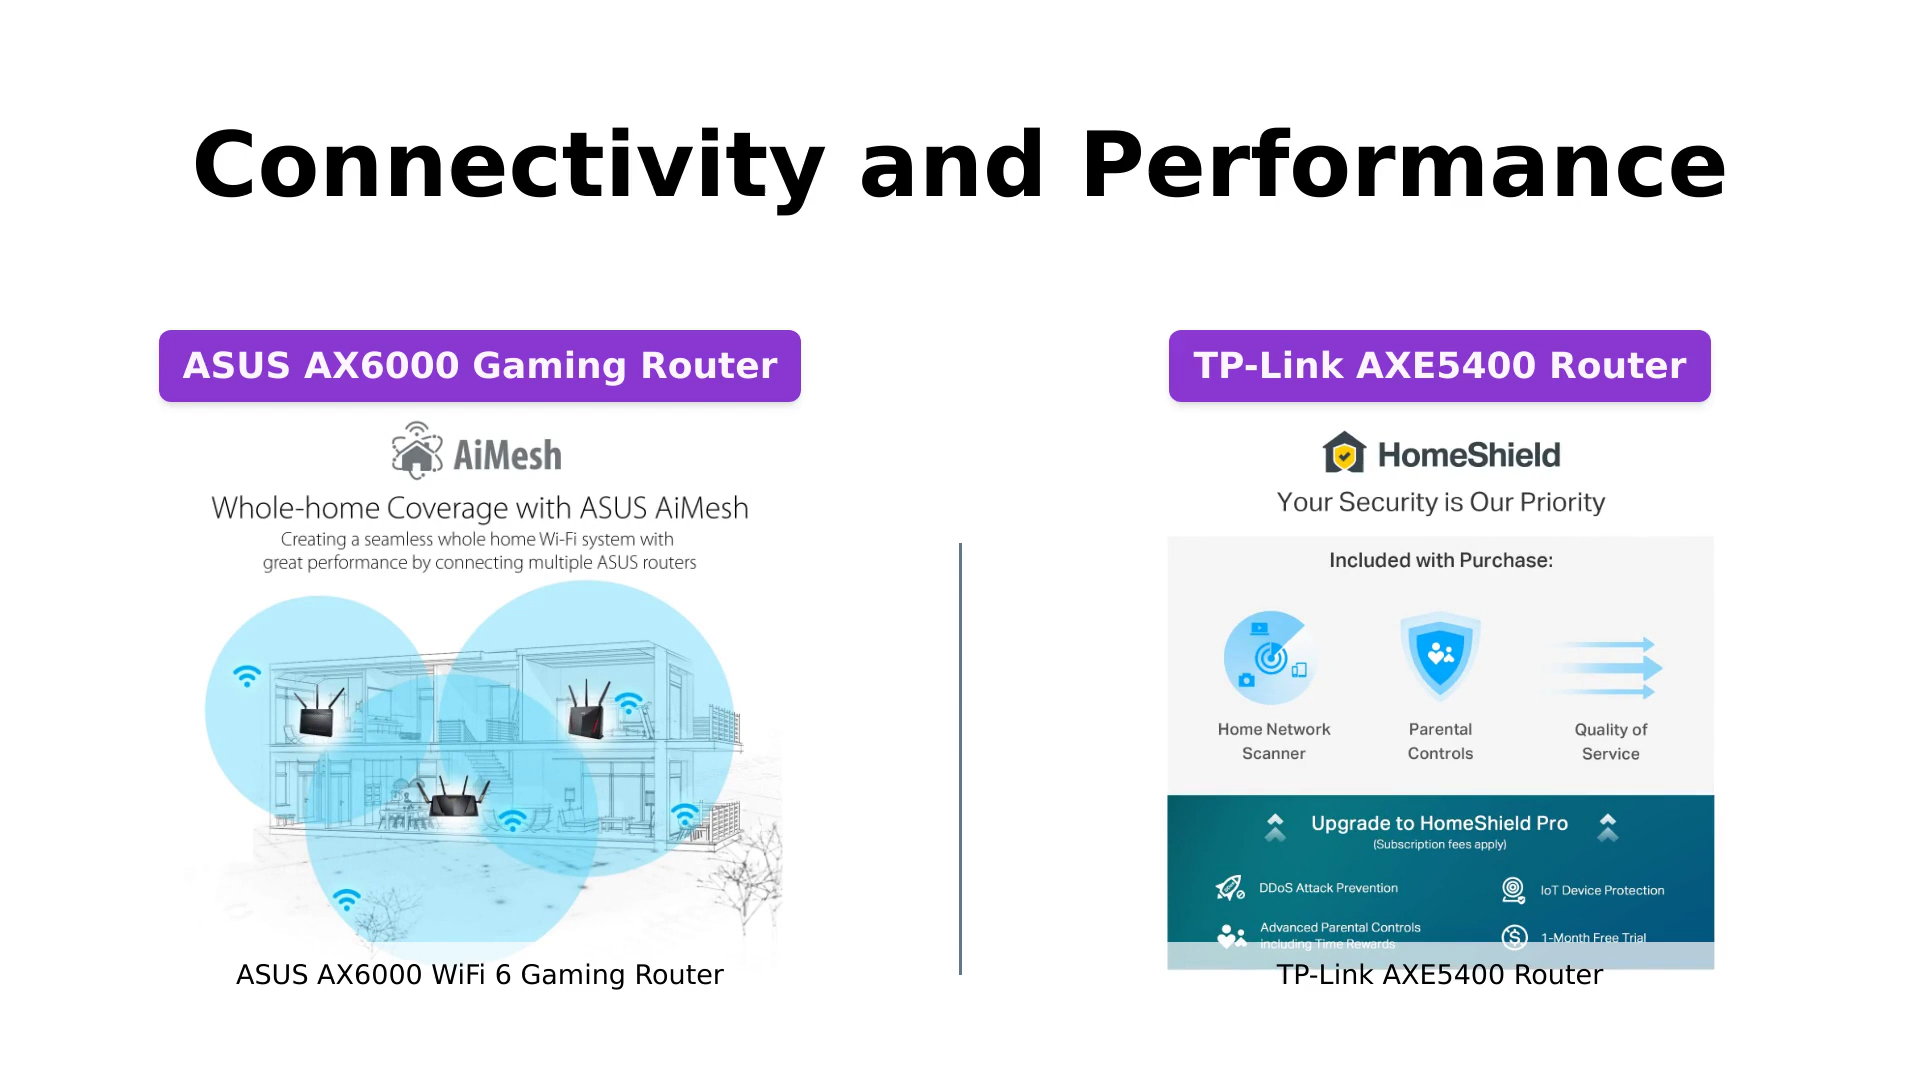 Connectivity and Performance
ASUS AX6000 Gaming Router
AiMesh
Whole-home Coverage with ASUS AiMesh
Creating a seamless whole home Wi-Fi system with
great performance by connecting multiple ASUS routers
ASUS AX6000 WiFi 6 Gaming Router
TP-Link AXE5400 Router
HomeShield
Your Security is Our Priority
Included with Purchase:
Home Network
Scanner
Parental
Controls
Quality of
Service
Upgrade to HomeShield Pro
(Subscription fees apply)
DDoS Attack Prevention
IoT Device Protection
Advanced Parental Controls
Including Time Rewards
1-Month Free Trial
TP-Link AXE5400 Router